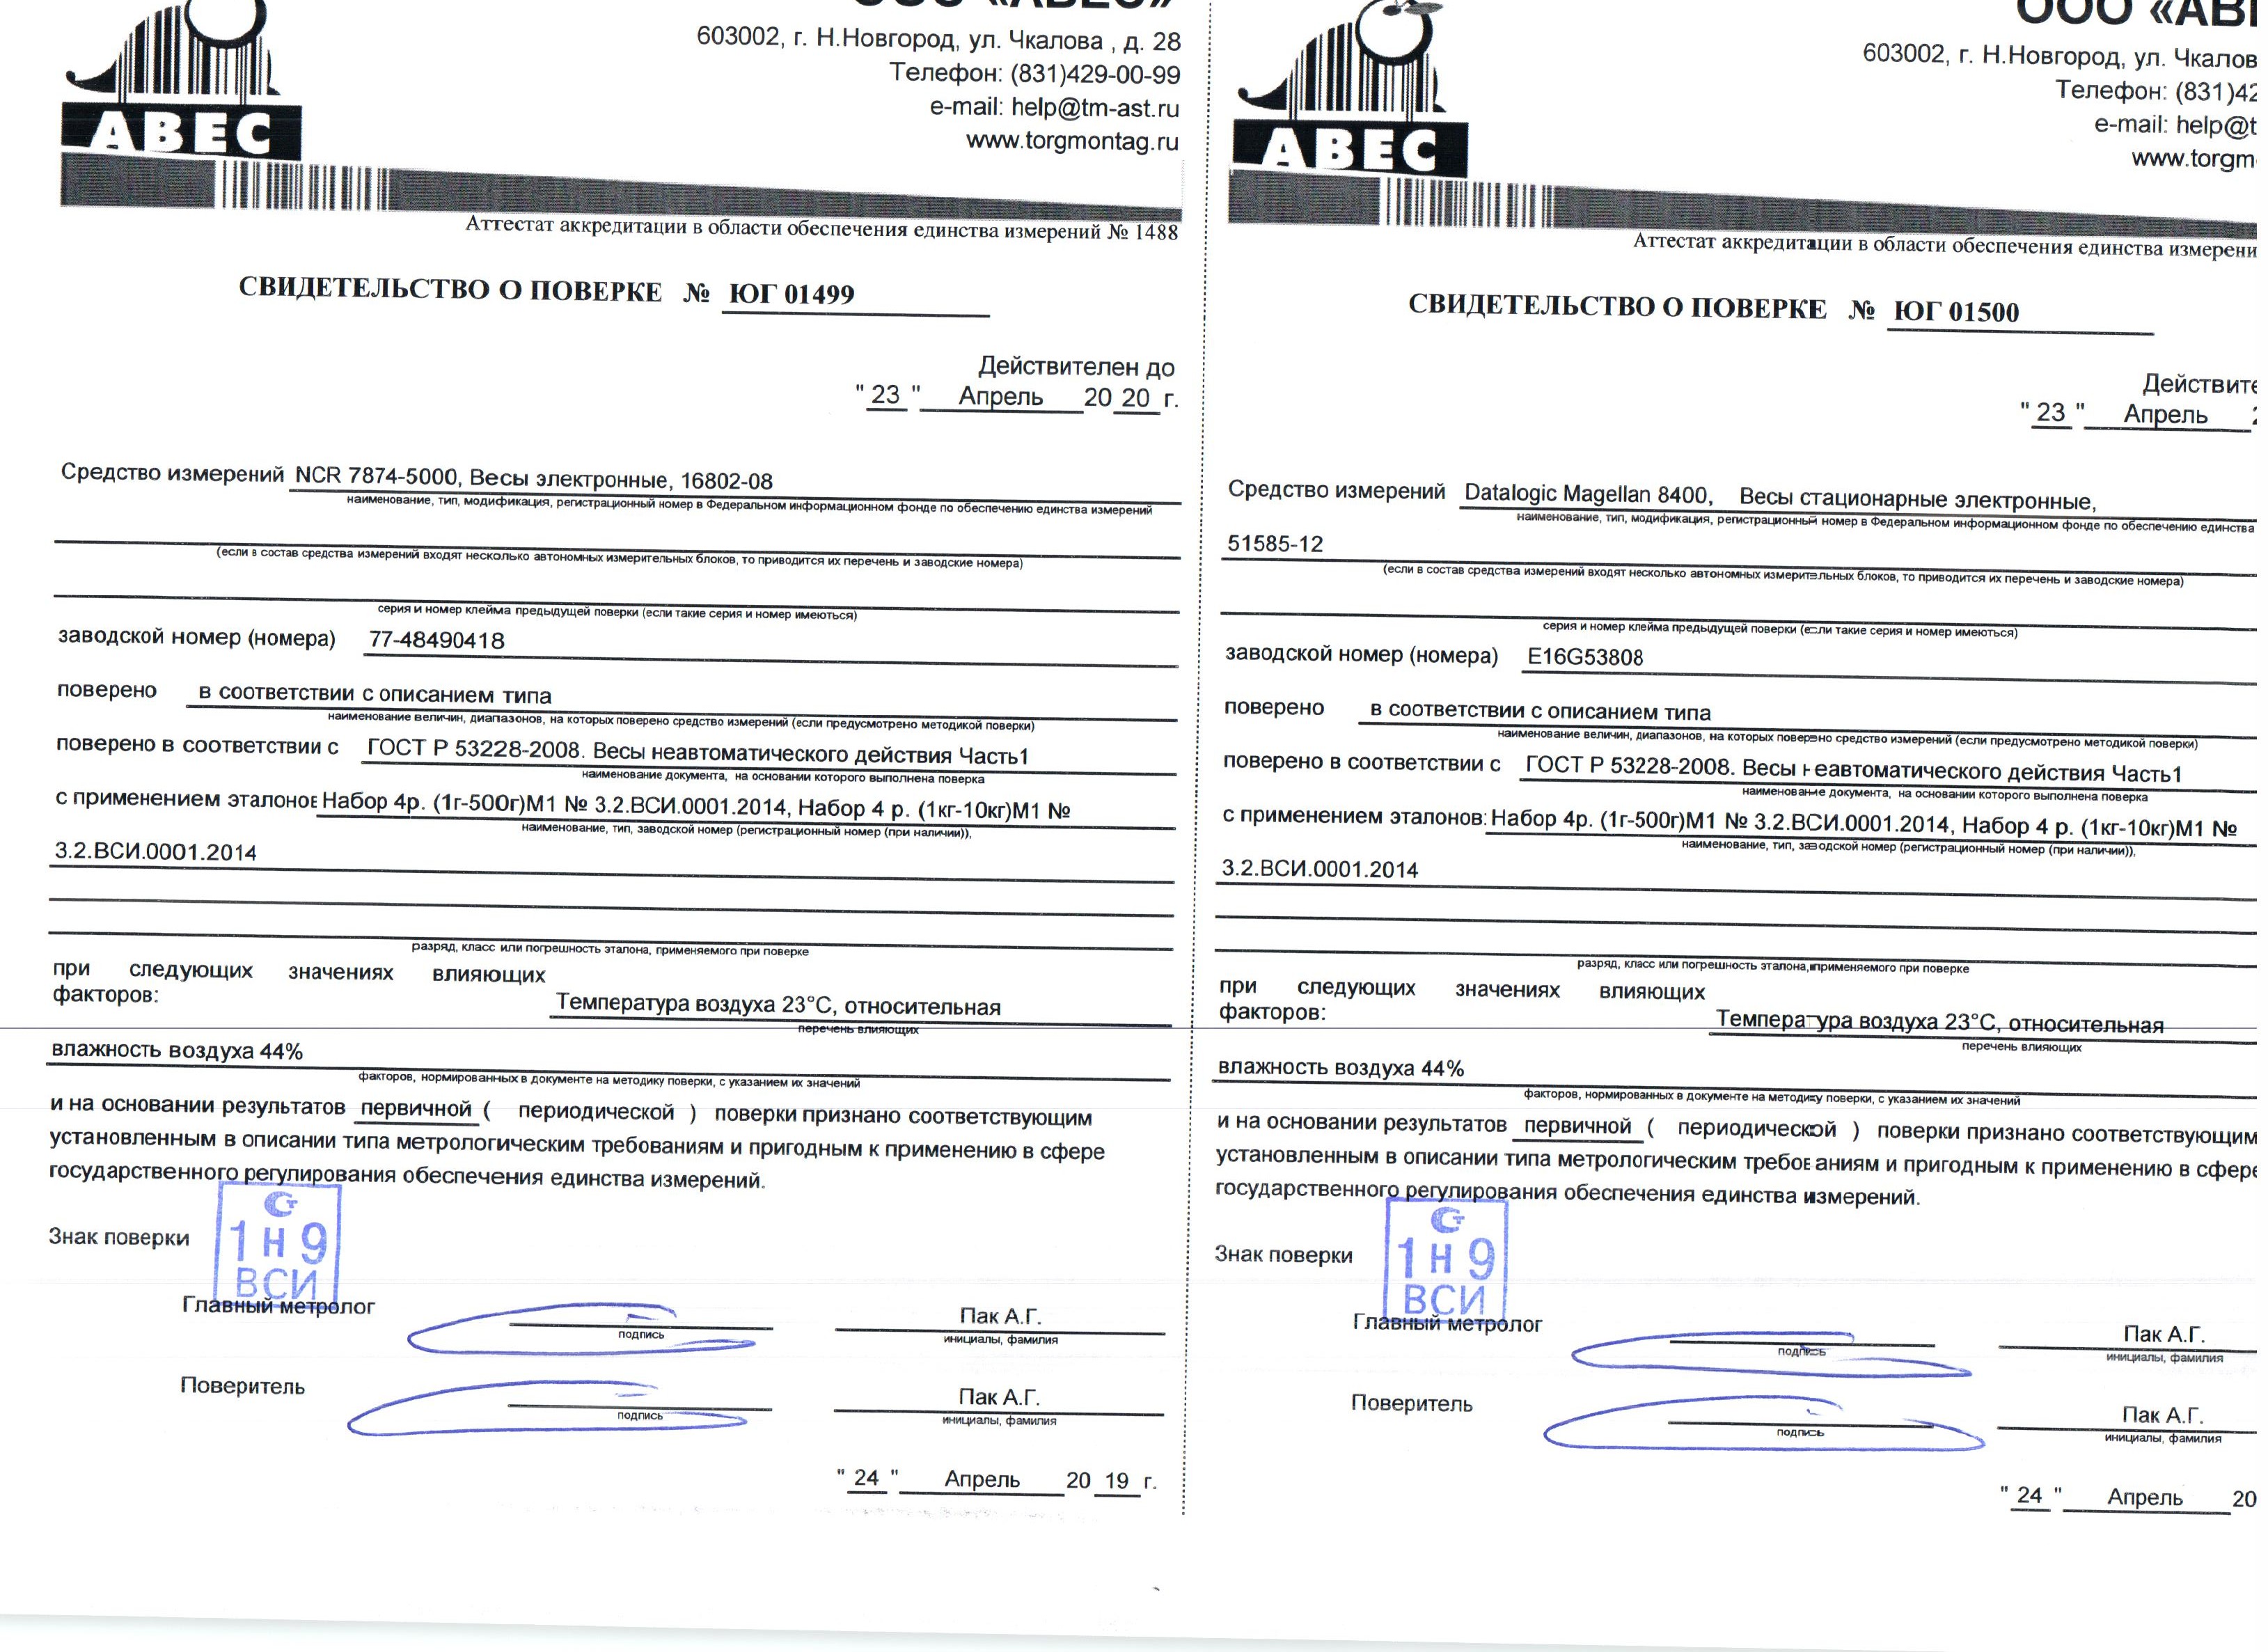 ООО «АВЕС»
603002, г. Н.Новгород, ул. Чкалова , д. 28
Телефон: (831)429-00-99
e-mail: help@tm-ast.ru
www.torgmontag.ru
АВЕС
Аттестат аккредитации в области обеспечения единства измерений № 1488
СВИДЕТЕЛЬСТВО О ПОВЕРКЕ № ЮГ 01499
Действителен до
" 23 " Апрель 20 20 г.
Средство измерений NCR 7874-5000, Весы электронные, 16802-08
наименование, тип, модификация, регистрационный номер в Федеральном информационном фонде по обеспечению единства измерений
(если в состав средства измерений входят несколько автономных измерительных блоков, то приводится их перечень и заводские номера)
серия и номер клейма предыдущей поверки (если такие серия и номер имеються)
заводской номер (номера) 77-48490418
поверено в соответствии с описанием типа
наименование величин, диапазонов, на которых поверено средство измерений (если предусмотрено методикой поверки)
поверено в соответствии с ГОСТ Р 53228-2008. Весы неавтоматического действия Часть1
наименование документа, на основании которого выполнена поверка
с применением эталонов Набор 4р. (1г-500г)М1 № 3.2.ВСИ.0001.2014, Набор 4 р. (1кг-10кг)М1 №
наименование, тип, заводской номер (регистрационный номер (при наличии)),
3.2.ВСИ.0001.2014
разряд, класс или погрешность эталона, применяемого при поверке
при следующих значениях влияющих
факторов:
Температура воздуха 23°С, относительная
перечень влияющих
влажность воздуха 44%
факторов, нормированных в документе на методику поверки, с указанием их значений
и на основании результатов первичной ( периодической ) поверки признано соответствующим
установленным в описании типа метрологическим требованиям и пригодным к применению в сфере
государственного регулирования обеспечения единства измерений.
Знак поверки
1 Н 9
ВСИ
Главный метролог
подпись
Пак А.Г.
инициалы, фамилия
Поверитель
подпись
Пак А.Г.
инициалы, фамилия
" 24 " Апрель 20 19 г.
ООО «АВ
603002, г. Н.Новгород, ул. Чкалов
Телефон: (831)42
e-mail: help@t
www.torgm
АВЕС
Аттестат аккредитации в области обеспечения единства измерени
СВИДЕТЕЛЬСТВО О ПОВЕРКЕ № ЮГ 01500
Действите
" 23 " Апрель 2
Средство измерений Datalogic Magellan 8400, Весы стационарные электронные,
наименование, тип, модификация, регистрационный номер в Федеральном информационном фонде по обеспечению единства
51585-12
(если в состав средства измерений входят несколько автономных измерительных блоков, то приводится их перечень и заводские номера)
серия и номер клейма предыдущей поверки (если такие серия и номер имеються)
заводской номер (номера) E16G53808
поверено в соответствии с описанием типа
наименование величин, диапазонов, на которых поверено средство измерений (если предусмотрено методикой поверки)
поверено в соответствии с ГОСТ Р 53228-2008. Весы неавтоматического действия Часть1
наименование документа, на основании которого выполнена поверка
с применением эталонов: Набор 4р. (1г-500г)М1 № 3.2.ВСИ.0001.2014, Набор 4 р. (1кг-10кг)М1 №
наименование, тип, заводской номер (регистрационный номер (при наличии)),
3.2.ВСИ.0001.2014
разряд, класс или погрешность эталона, применяемого при поверке
при следующих значениях влияющих
факторов:
Температура воздуха 23°С, относительная
перечень влияющих
влажность воздуха 44%
факторов, нормированных в документе на методику поверки, с указанием их значений
и на основании результатов первичной ( периодической ) поверки признано соответствующим
установленным в описании типа метрологическим требованиям и пригодным к применению в сфере
государственного регулирования обеспечения единства измерений.
Знак поверки
1 Н 9
ВСИ
Главный метролог
подпись
Пак А.Г.
инициалы, фамилия
Поверитель
подпись
Пак А.Г.
инициалы, фамилия
" 24 " Апрель 20